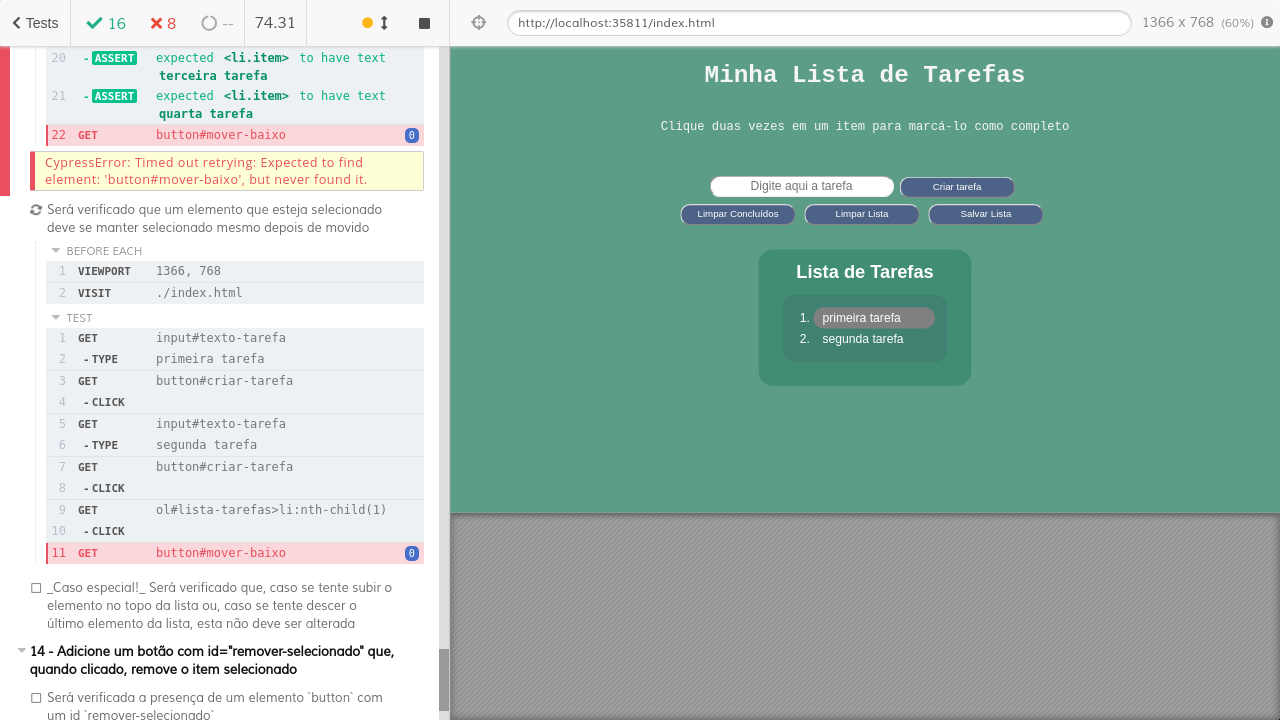 Tests
16
8
--
74.31
http://localhost:35811/index.html
1366 x 768 (60%)
20 - ASSERT expected <li.item> to have text
terceira tarefa
21 - ASSERT expected <li.item> to have text
quarta tarefa
22 GET button#mover-baixo 0
CypressError: Timed out retrying: Expected to find
element: 'button#mover-baixo', but never found it.
Será verificado que um elemento que esteja selecionado
deve se manter selecionado mesmo depois de movido
BEFORE EACH
1 VIEWPORT 1366, 768
2 VISIT ./index.html
TEST
1 GET input#texto-tarefa
2 - TYPE primeira tarefa
3 GET button#criar-tarefa
4 - CLICK
5 GET input#texto-tarefa
6 - TYPE segunda tarefa
7 GET button#criar-tarefa
8 - CLICK
9 GET ol#lista-tarefas>li:nth-child(1)
10 - CLICK
11 GET button#mover-baixo 0
_Caso especial!_ Será verificado que, caso se tente subir o
elemento no topo da lista ou, caso se tente descer o
último elemento da lista, esta não deve ser alterada
14 - Adicione um botão com id="remover-selecionado" que,
quando clicado, remove o item selecionado
Será verificada a presença de um elemento `button` com
um id `remover-selecionado`
Minha Lista de Tarefas
Clique duas vezes em um item para marcá-lo como completo
Digite aqui a tarefa
Criar tarefa
Limpar Concluídos
Limpar Lista
Salvar Lista
Lista de Tarefas
1. primeira tarefa
2. segunda tarefa